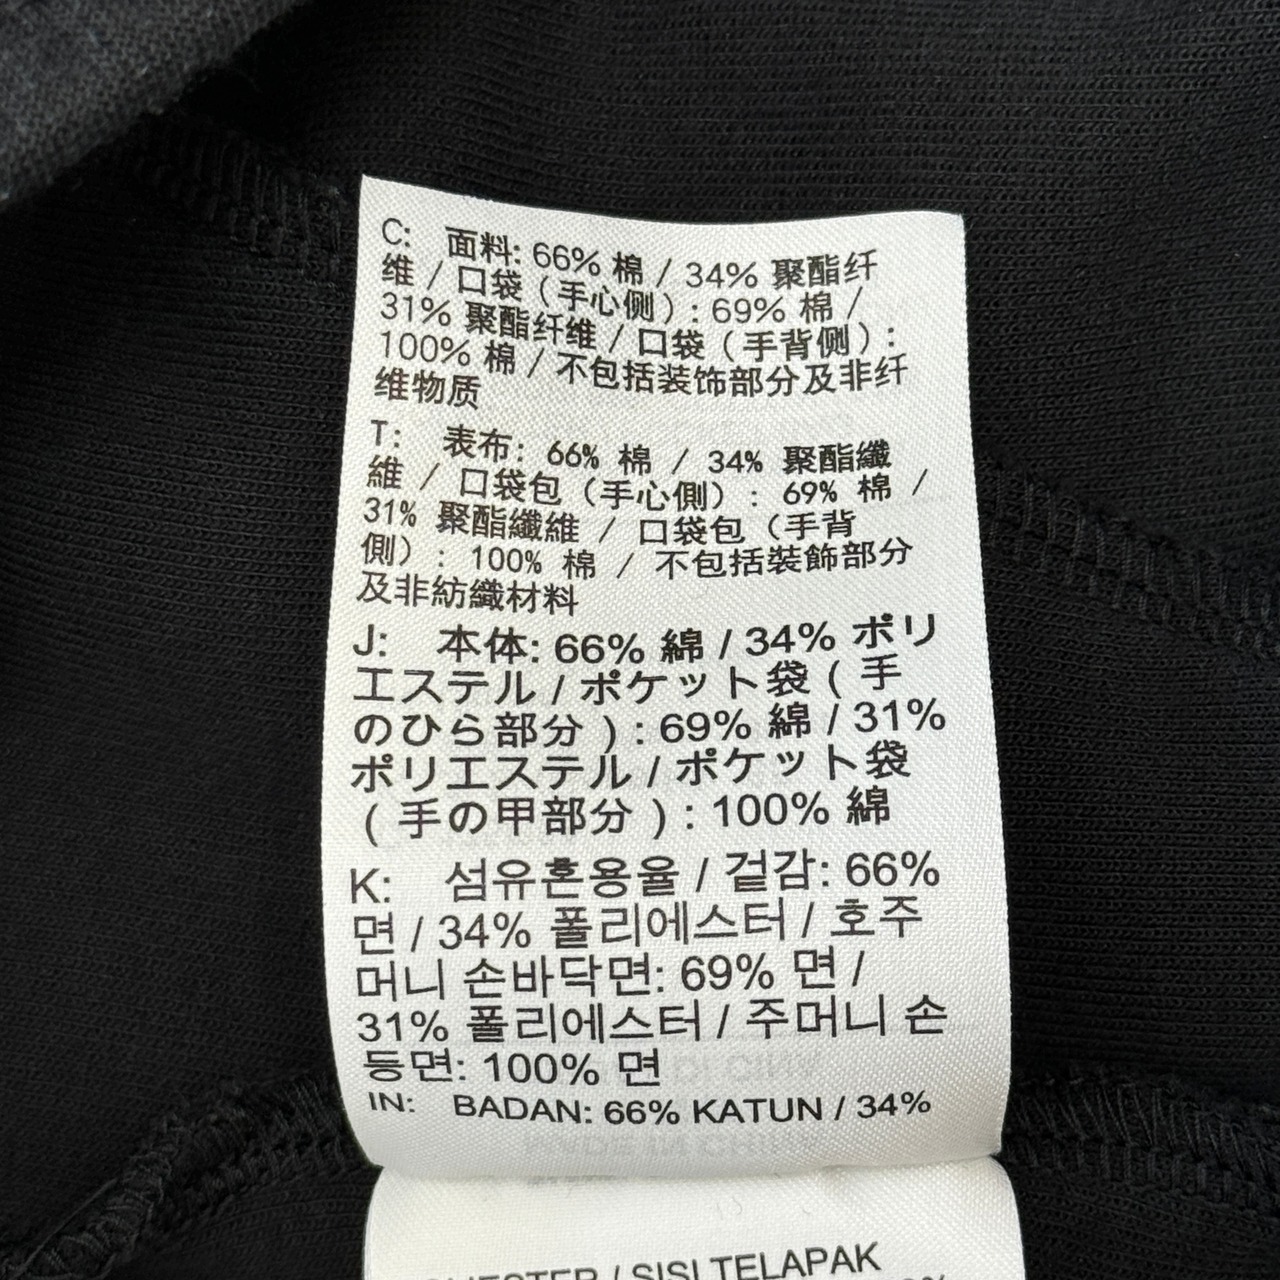 C: 面料: 66% 棉 / 34% 聚酯纤
维 / 口袋 ( 手心侧 ) : 69% 棉 /
31% 聚酯纤维 / 口袋 ( 手背侧 ) :
100% 棉 / 不包括装饰部分及非纤
维物质
T: 表布: 66% 棉 / 34% 聚酯纖
維 / 口袋包 (手心側) : 69% 棉 /
31% 聚酯纖維 / 口袋包 (手背
側) : 100% 棉 / 不包括裝飾部分
及非紡織材料
J: 本体: 66% 綿 / 34% ポリ
エステル / ポケット袋 ( 手
のひら部分 ) : 69% 綿 / 31%
ポリエステル / ポケット袋
( 手の甲部分 ) : 100% 綿
K: 섬유혼용율 / 겉감: 66%
면 / 34% 폴리에스터 / 호주
머니 손바닥면: 69% 면 /
31% 폴리에스터 / 주머니 손
등면: 100% 면
IN: BADAN: 66% KATUN / 34%
/ SISI TELAPAK